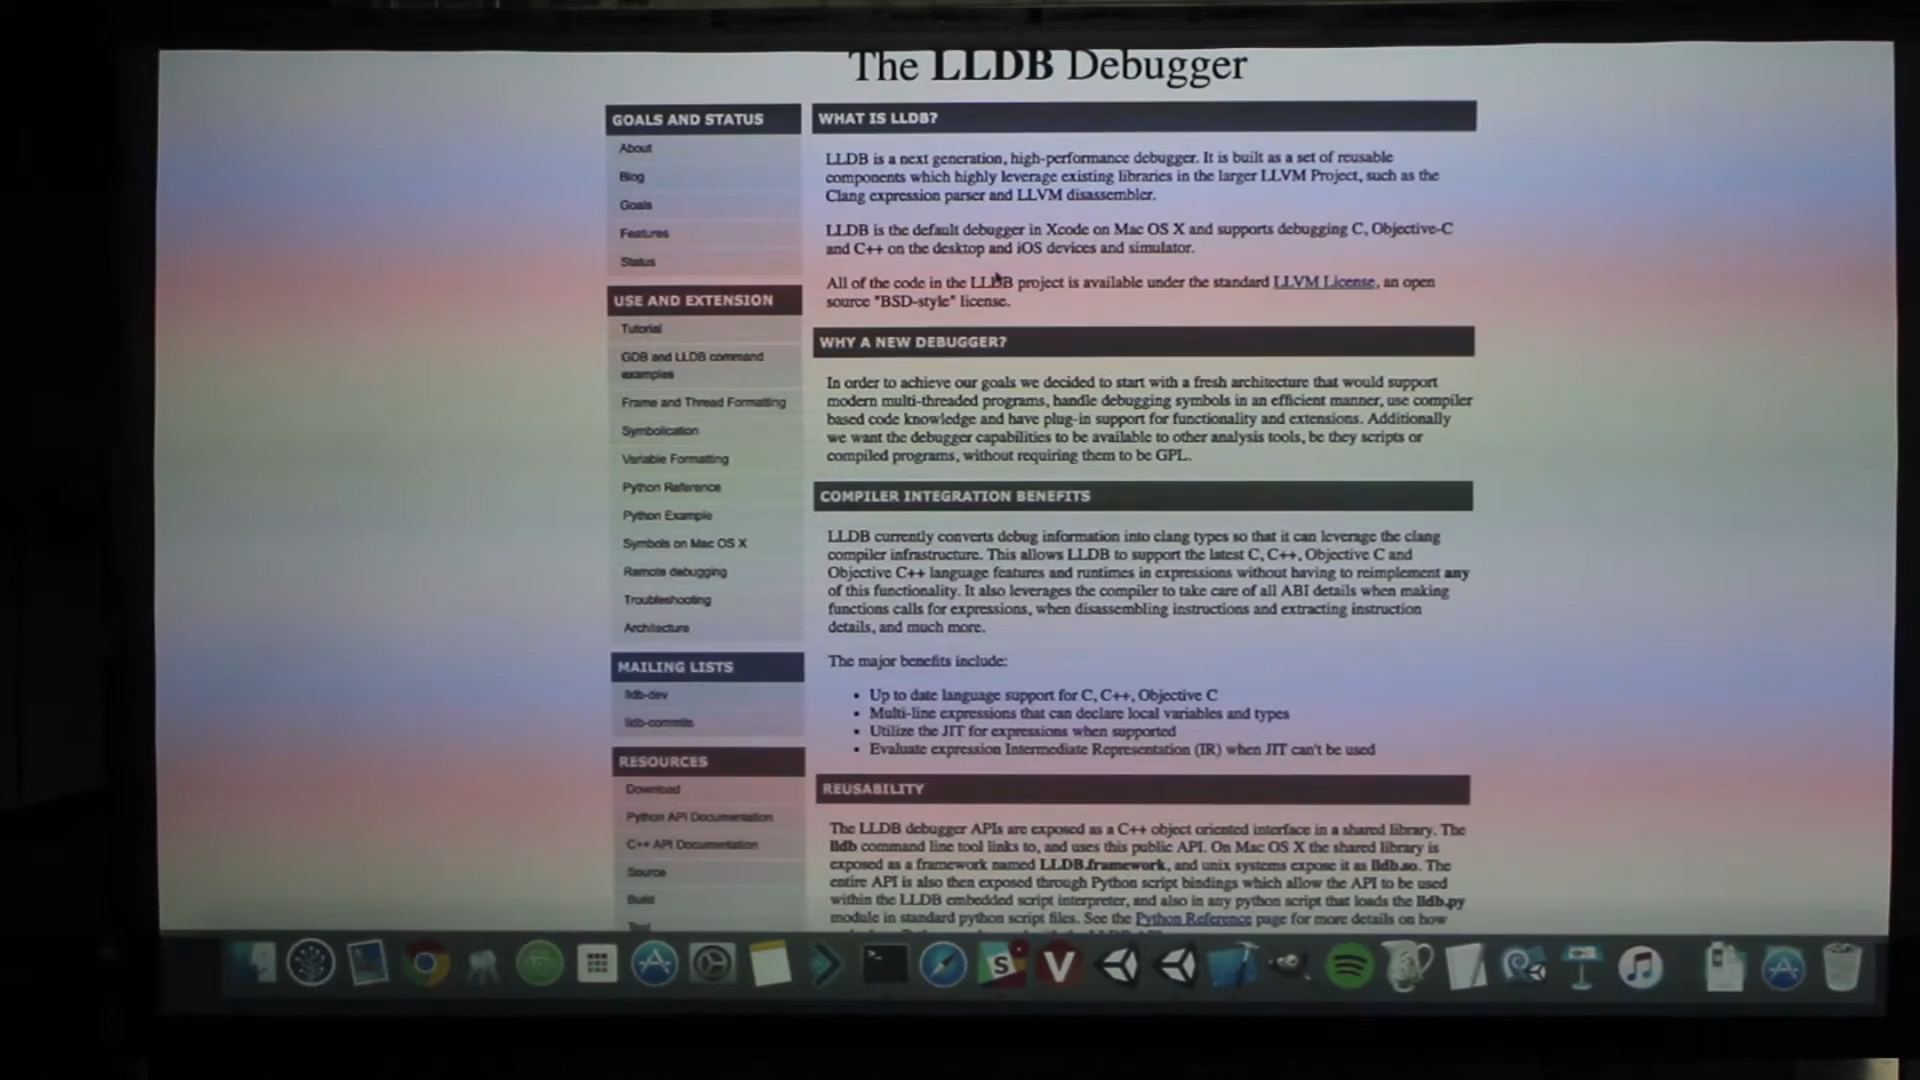 The LLDB Debugger
GOALS AND STATUS
About
Blog
Goals
Features
Status
USE AND EXTENSION
Tutorial
GDB and LLDB command
examples
Frame and Thread Formatting
Symbolication
Variable Formatting
Python Reference
Python Example
Symbols on Mac OS X
Remote debugging
Troubleshooting
Architecture
MAILING LISTS
lldb-dev
lldb-commits
RESOURCES
Download
Python API Documentation
C++ API Documentation
Source
Build
Test
WHAT IS LLDB?
LLDB is a next generation, high-performance debugger. It is built as a set of reusable
components which highly leverage existing libraries in the larger LLVM Project, such as the
Clang expression parser and LLVM disassembler.
LLDB is the default debugger in Xcode on Mac OS X and supports debugging C, Objective-C
and C++ on the desktop and iOS devices and simulator.
All of the code in the LLDB project is available under the standard LLVM License, an open
source "BSD-style" license.
WHY A NEW DEBUGGER?
In order to achieve our goals we decided to start with a fresh architecture that would support
modern multi-threaded programs, handle debugging symbols in an efficient manner, use compiler
based code knowledge and have plug-in support for functionality and extensions. Additionally
we want the debugger capabilities to be available to other analysis tools, be they scripts or
compiled programs, without requiring them to be GPL.
COMPILER INTEGRATION BENEFITS
LLDB currently converts debug information into clang types so that it can leverage the clang
compiler infrastructure. This allows LLDB to support the latest C, C++, Objective C and
Objective C++ language features and runtimes in expressions without having to reimplement any
of this functionality. It also leverages the compiler to take care of all ABI details when making
functions calls for expressions, when disassembling instructions and extracting instruction
details, and much more.
The major benefits include:
• Up to date language support for C, C++, Objective C
• Multi-line expressions that can declare local variables and types
• Utilize the JIT for expressions when supported
• Evaluate expression Intermediate Representation (IR) when JIT can't be used
REUSABILITY
The LLDB debugger APIs are exposed as a C++ object oriented interface in a shared library. The
lldb command line tool links to, and uses this public API. On Mac OS X the shared library is
exposed as a framework named LLDB.framework, and unix systems expose it as lldb.so. The
entire API is also then exposed through Python script bindings which allow the API to be used
within the LLDB embedded script interpreter, and also in any python script that loads the lldb.py
module in standard python script files. See the Python Reference page for more details on how